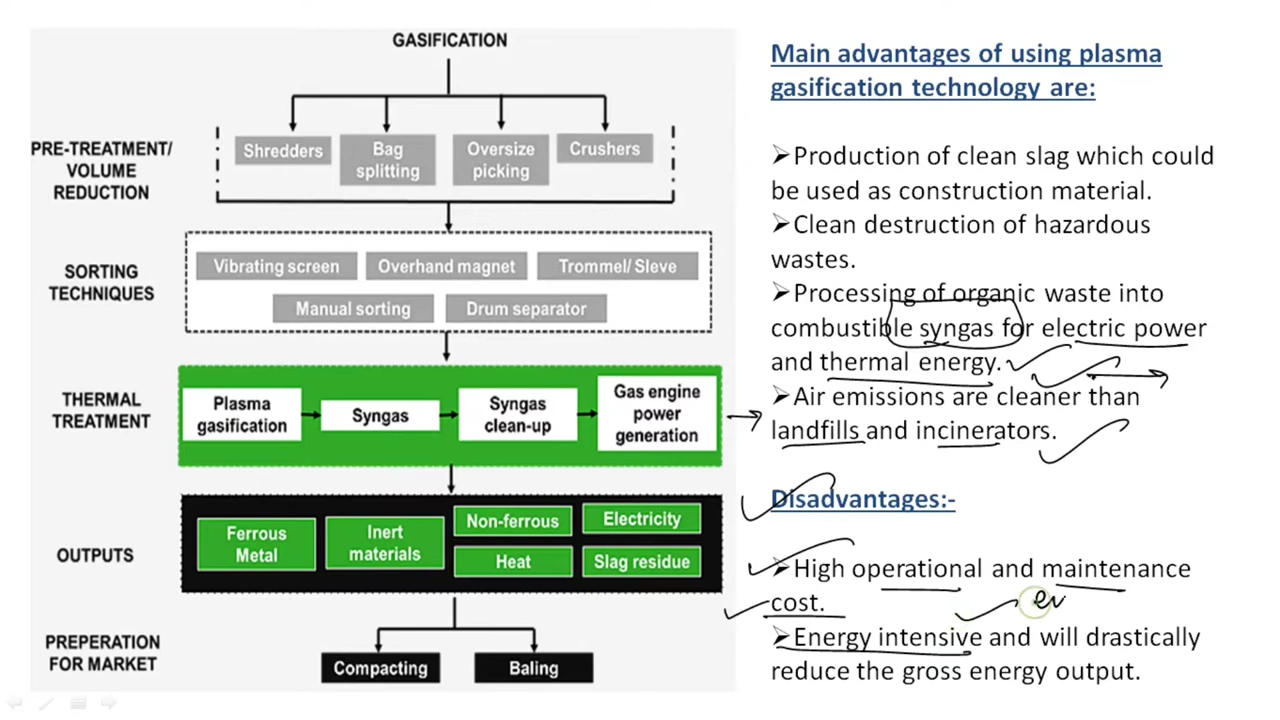 GASIFICATION
PRE-TREATMENT/
VOLUME
REDUCTION
Shredders
Bag
splitting
Oversize
picking
Crushers
SORTING
TECHNIQUES
Vibrating screen
Overhand magnet
Trommel/ Sleve
Manual sorting
Drum separator
THERMAL
TREATMENT
Plasma
gasification
Syngas
Syngas
clean-up
Gas engine
power
generation
OUTPUTS
Ferrous
Metal
Inert
materials
Non-ferrous
Electricity
Heat
Slag residue
PREPARATION
FOR MARKET
Compacting
Baling
Main advantages of using plasma
gasification technology are:
➢Production of clean slag which could
be used as construction material.
➢Clean destruction of hazardous
wastes.
➢Processing of organic waste into
combustible syngas for electric power
and thermal energy.
➢Air emissions are cleaner than
landfills and incinerators.
Disadvantages:-
➢High operational and maintenance
cost.
➢Energy intensive and will drastically
reduce the gross energy output.